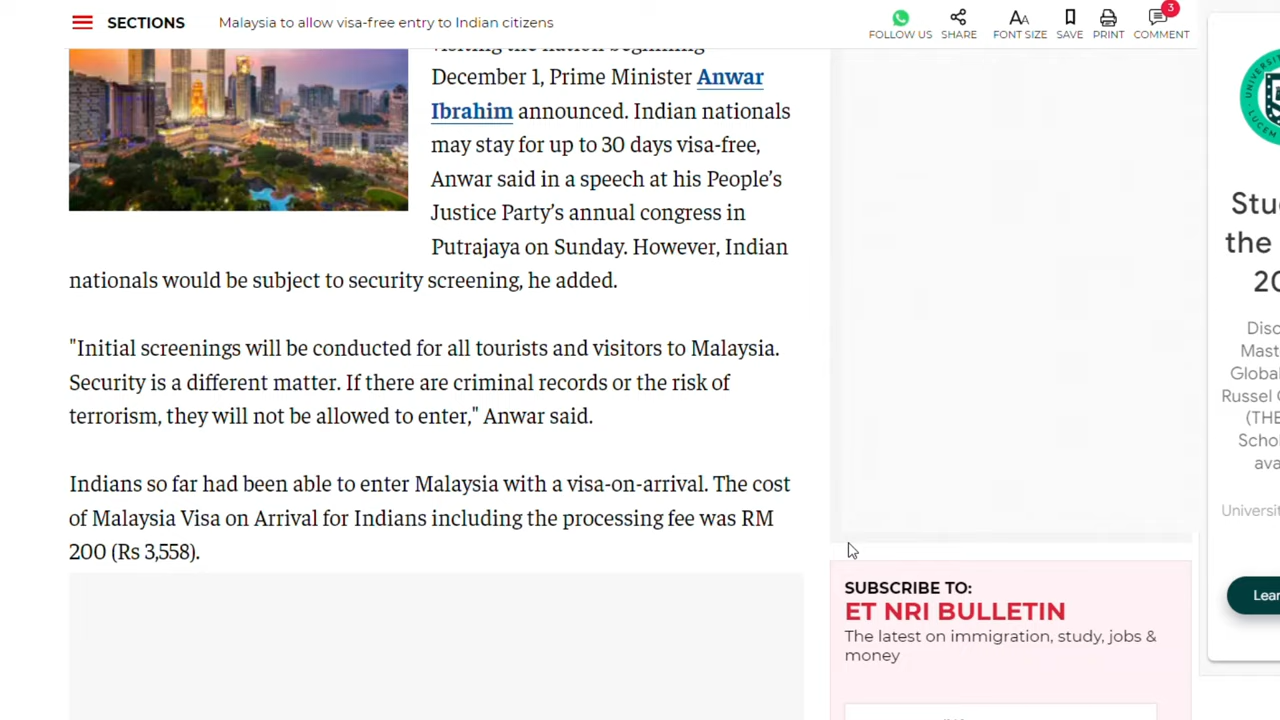 SECTIONS
Malaysia to allow visa-free entry to Indian citizens
FOLLOW US
SHARE
FONT SIZE
SAVE
PRINT
3
COMMENT
visiting the nation beginning
December 1, Prime Minister Anwar
Ibrahim announced. Indian nationals
may stay for up to 30 days visa-free,
Anwar said in a speech at his People’s
Justice Party’s annual congress in
Putrajaya on Sunday. However, Indian
nationals would be subject to security screening, he added.
"Initial screenings will be conducted for all tourists and visitors to Malaysia.
Security is a different matter. If there are criminal records or the risk of
terrorism, they will not be allowed to enter," Anwar said.
Indians so far had been able to enter Malaysia with a visa-on-arrival. The cost
of Malaysia Visa on Arrival for Indians including the processing fee was RM
200 (Rs 3,558).
SUBSCRIBE TO:
ET NRI BULLETIN
The latest on immigration, study, jobs &
money
Stu
the
20
Disc
Mast
Global
Russel
(THE
Scho
ava
Universit
Lear